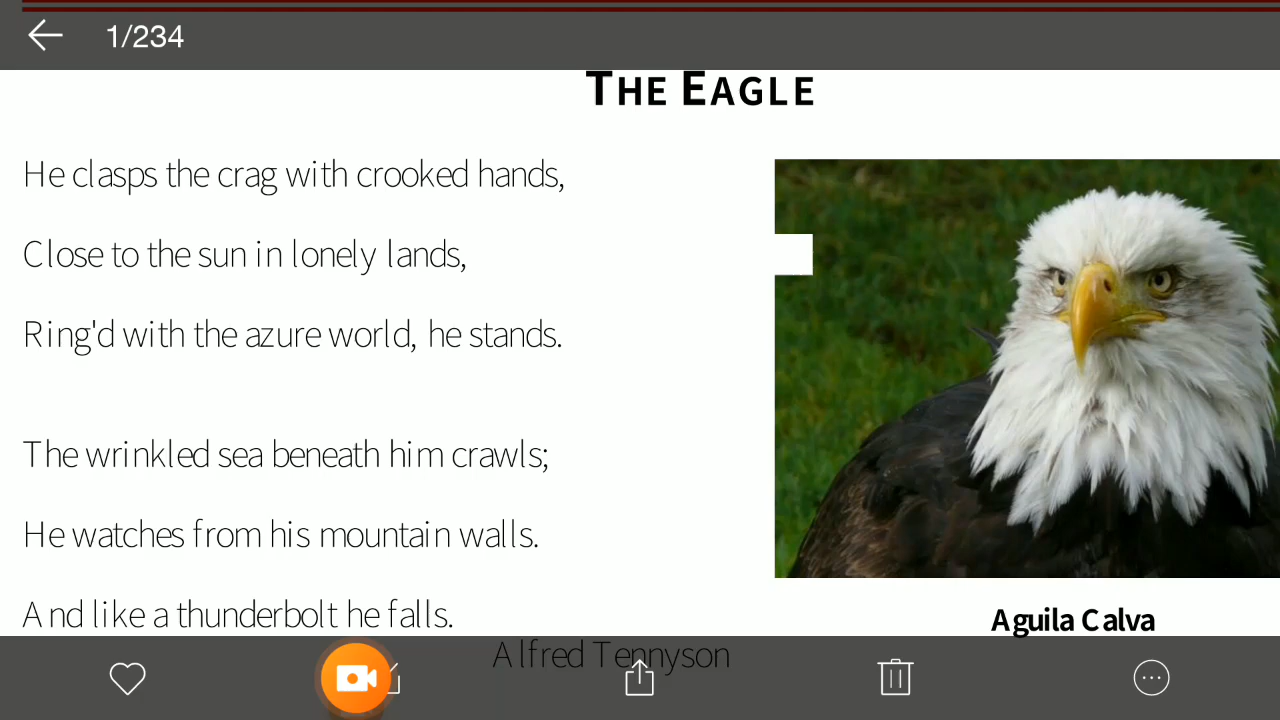 1/234
THE EAGLE
He clasps the crag with crooked hands,
Close to the sun in lonely lands,
Ring'd with the azure world, he stands.
The wrinkled sea beneath him crawls;
He watches from his mountain walls.
And like a thunderbolt he falls.
Alfred Tennyson
Aguila Calva